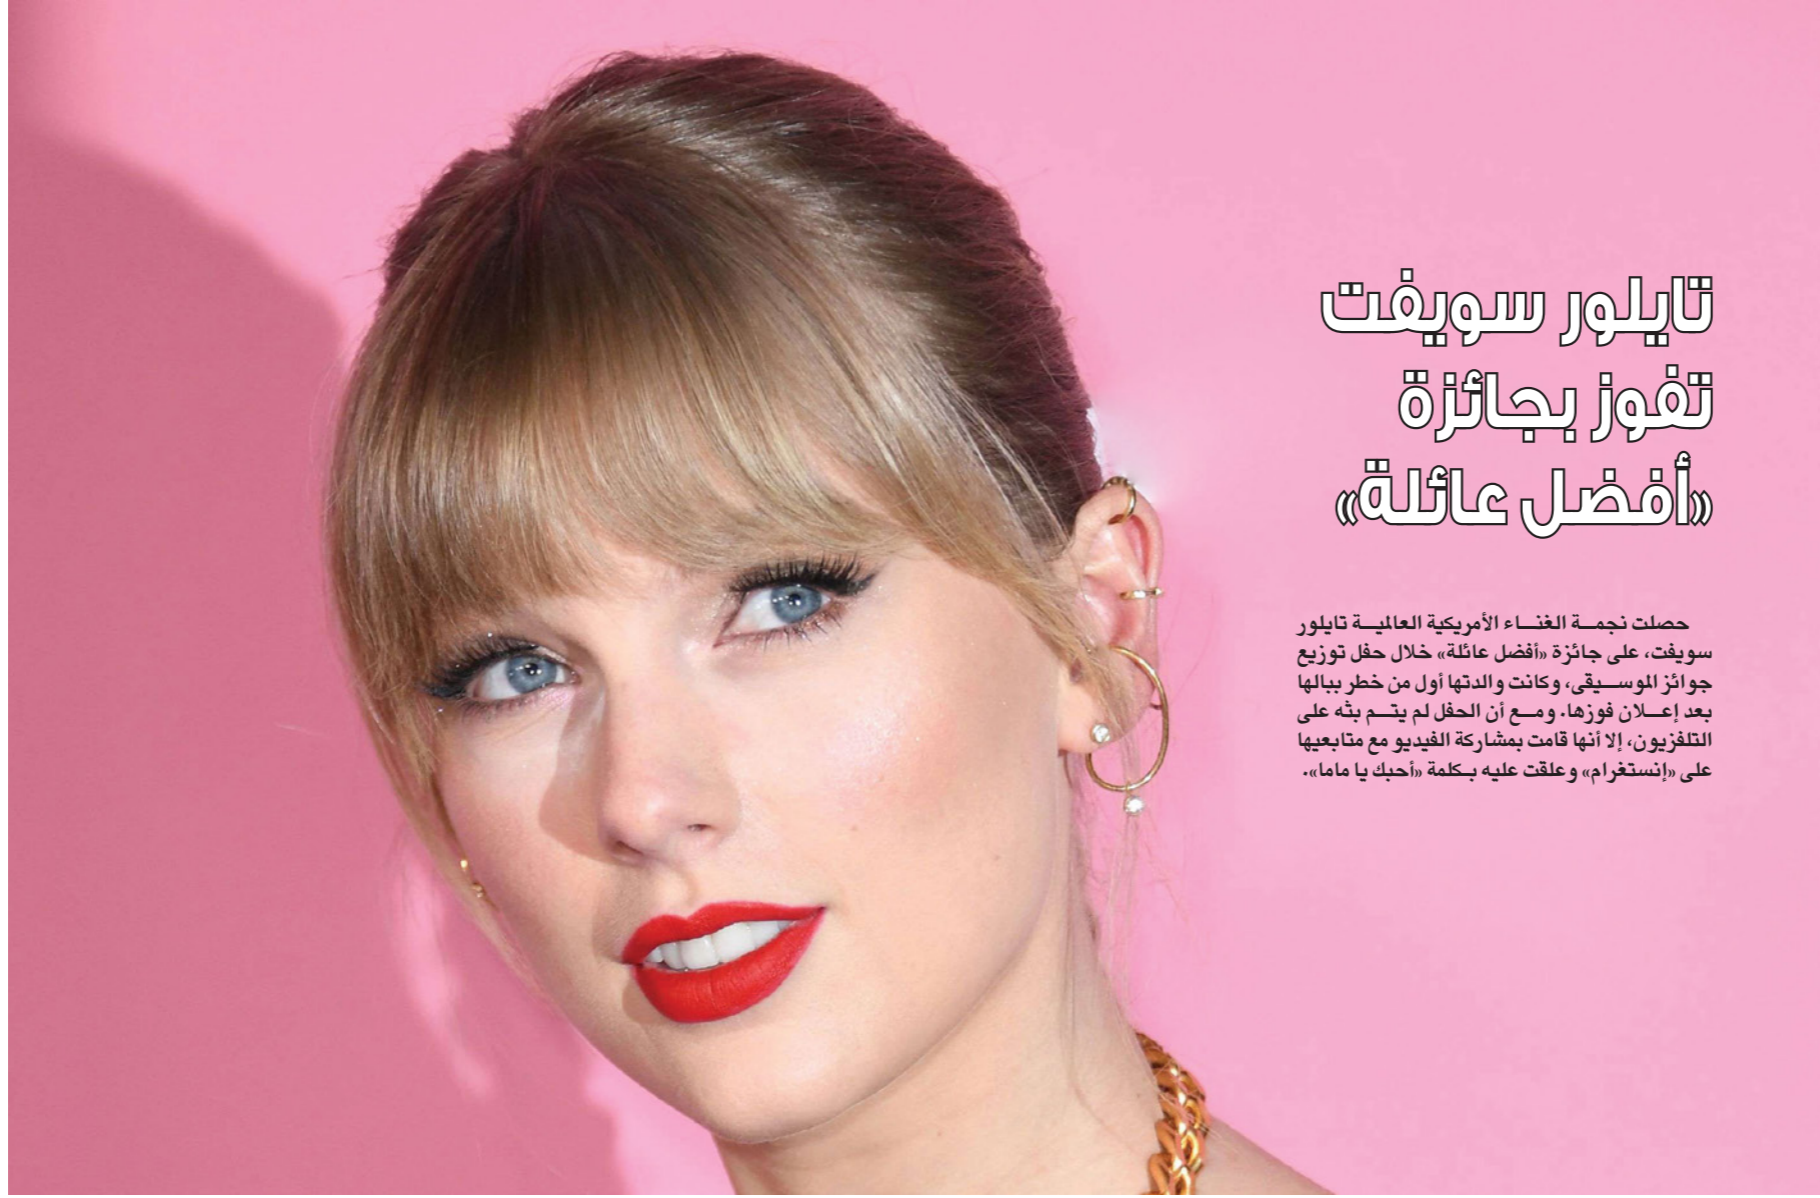 تايلور سويفت
تفوز بجائزة
«أفضل عائلة»
حصلت نجمة الغناء الأمريكية العالمية تايلور
سويفت، على جائزة «أفضل عائلة» خلال حفل توزيع
جوائز الموسيقى، وكانت والدتها أول من خطر ببالها
بعد إعلان فوزها. ومع أن الحفل لم يتم بثه على
التلفزيون، إلا أنها قامت بمشاركة الفيديو مع متابعيها
على «إنستغرام» وعلقت عليه بكلمة «أحبك يا ماما».